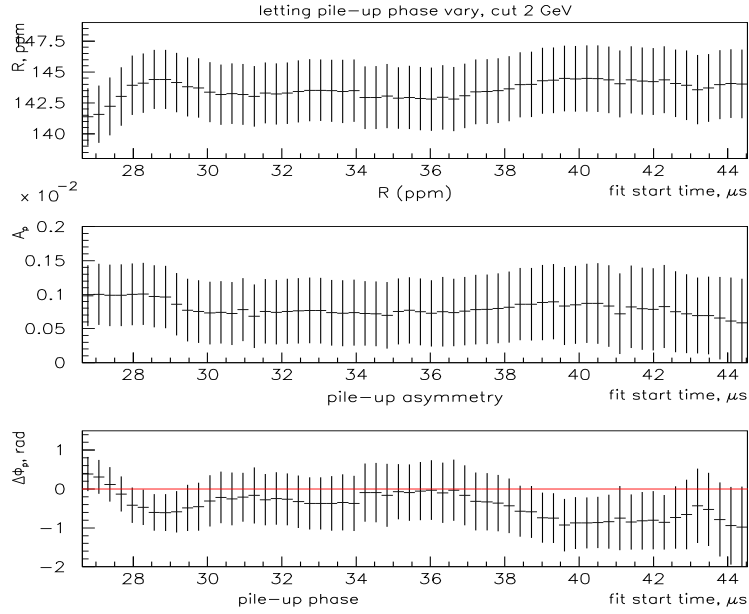 letting pile-up phase vary, cut 2 GeV
R, ppm
147.5
145
142.5
140
28 30 32 34 36 38 40 42 44
R (ppm) fit start time, μs
× 10⁻²
A_p
0.2
0.15
0.1
0.05
0
28 30 32 34 36 38 40 42 44
pile-up asymmetry fit start time, μs
Δϕ_p, rad
1
0
-1
-2
28 30 32 34 36 38 40 42 44
pile-up phase fit start time, μs